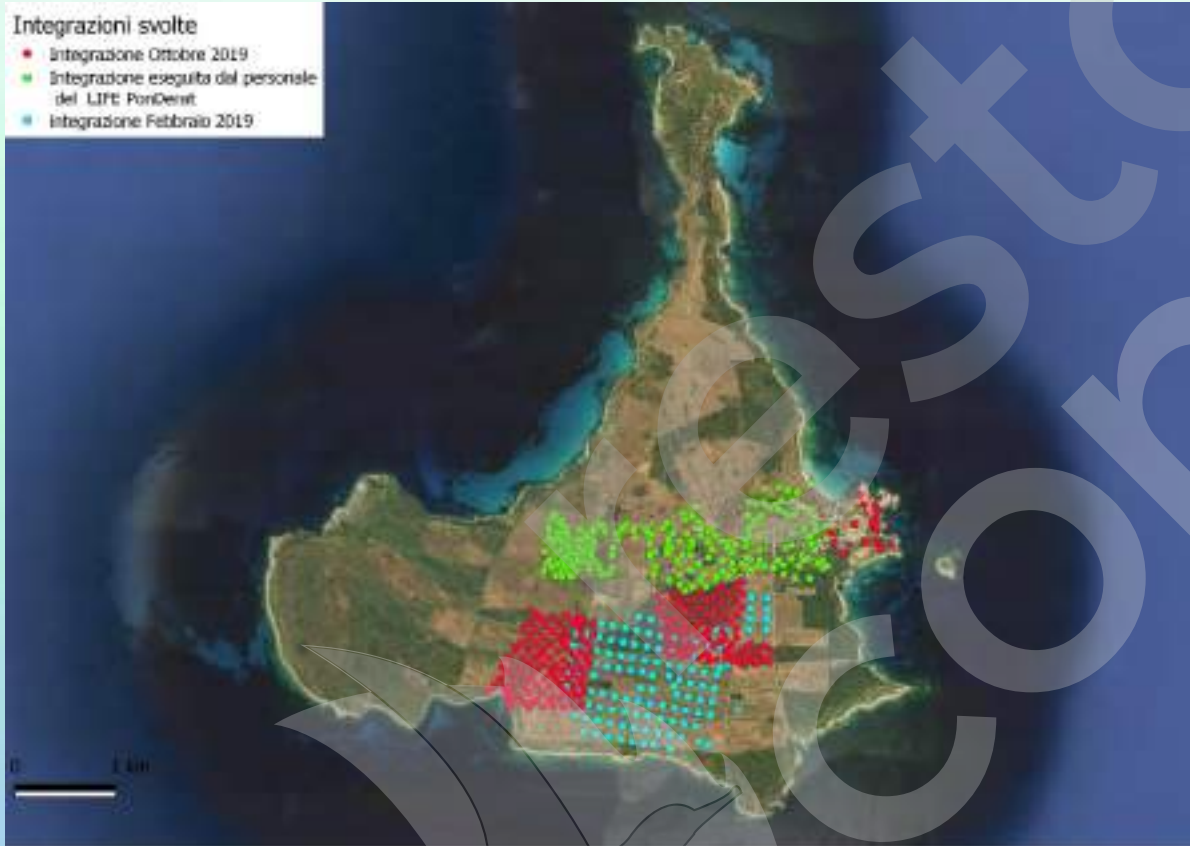 Integrazioni svolte
Integrazione Ottobre 2019
Integrazione eseguita dal personale
del LIFE PonDerat
integrazione Febbraio 2019
0 1 km